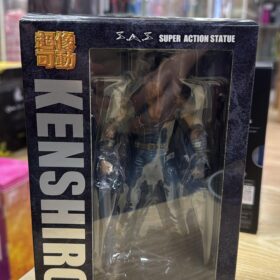 超像
可動
S.A.S SUPER ACTION STATUE
KENSHIRO